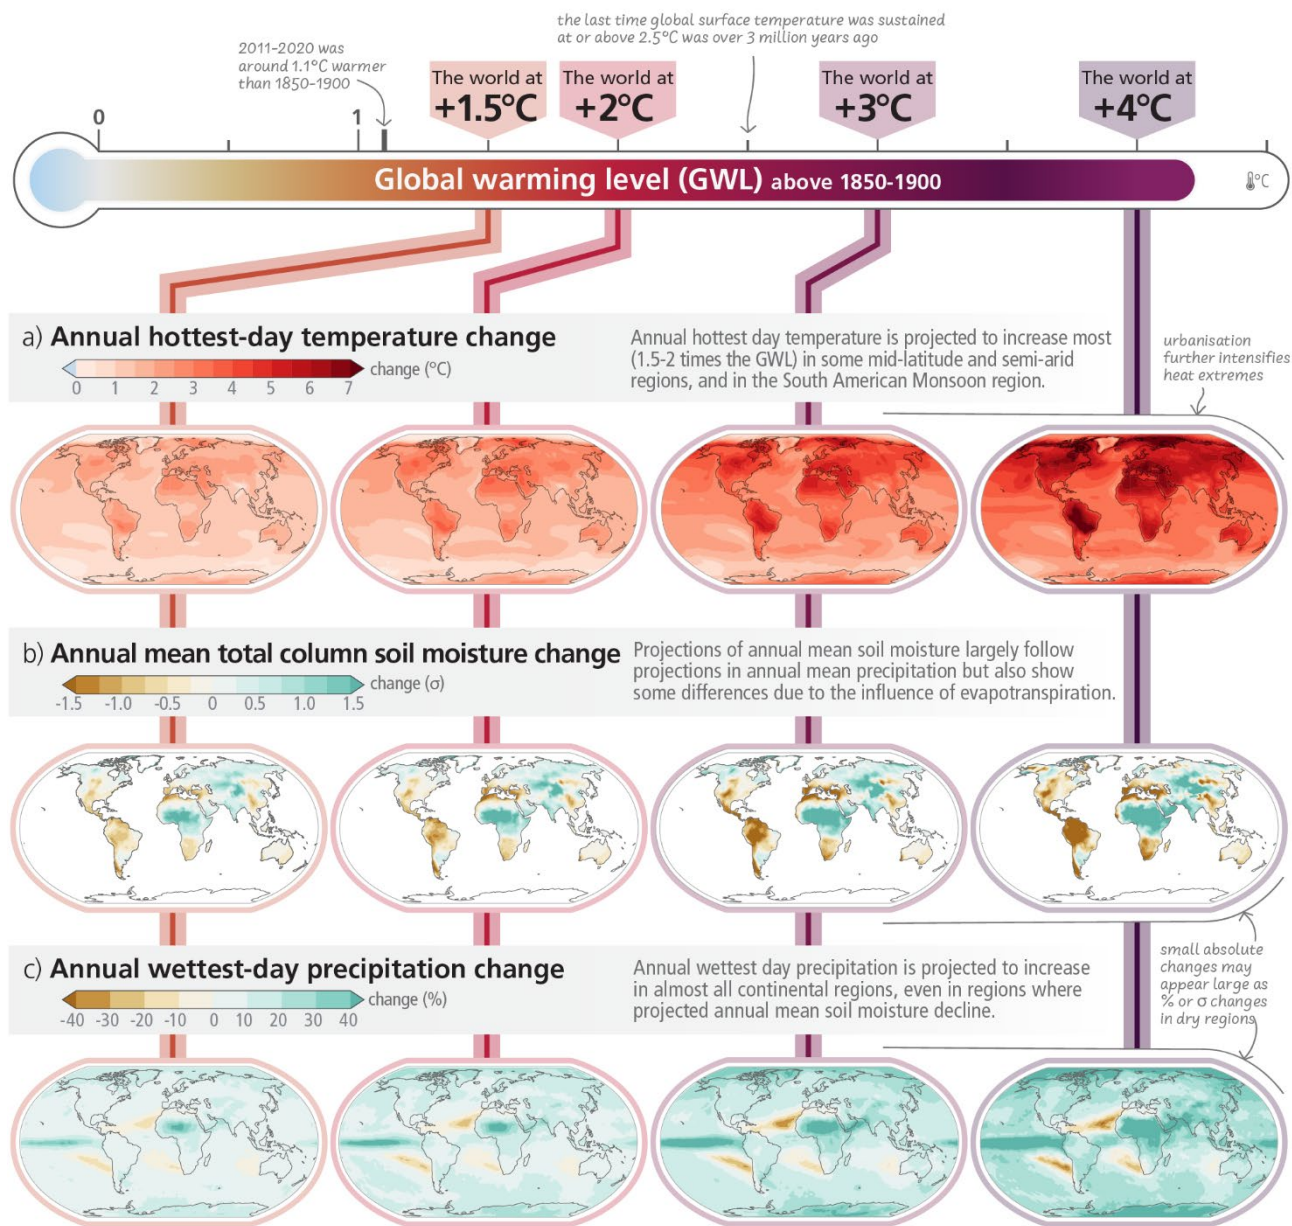 the last time global surface temperature was sustained
at or above 2.5°C was over 3 million years ago
2011-2020 was
around 1.1°C warmer
than 1850-1900
The world at
+1.5°C
The world at
+2°C
The world at
+3°C
The world at
+4°C
0
1
Global warming level (GWL) above 1850-1900
°C
a) Annual hottest-day temperature change
change (°C)
0 1 2 3 4 5 6 7
Annual hottest day temperature is projected to increase most
(1.5-2 times the GWL) in some mid-latitude and semi-arid
regions, and in the South American Monsoon region.
urbanisation
further intensifies
heat extremes
b) Annual mean total column soil moisture change
change (σ)
-1.5 -1.0 -0.5 0 0.5 1.0 1.5
Projections of annual mean soil moisture largely follow
projections in annual mean precipitation but also show
some differences due to the influence of evapotranspiration.
c) Annual wettest-day precipitation change
change (%)
-40 -30 -20 -10 0 10 20 30 40
Annual wettest day precipitation is projected to increase
in almost all continental regions, even in regions where
projected annual mean soil moisture decline.
small absolute
changes may
appear large as
% or σ changes
in dry regions